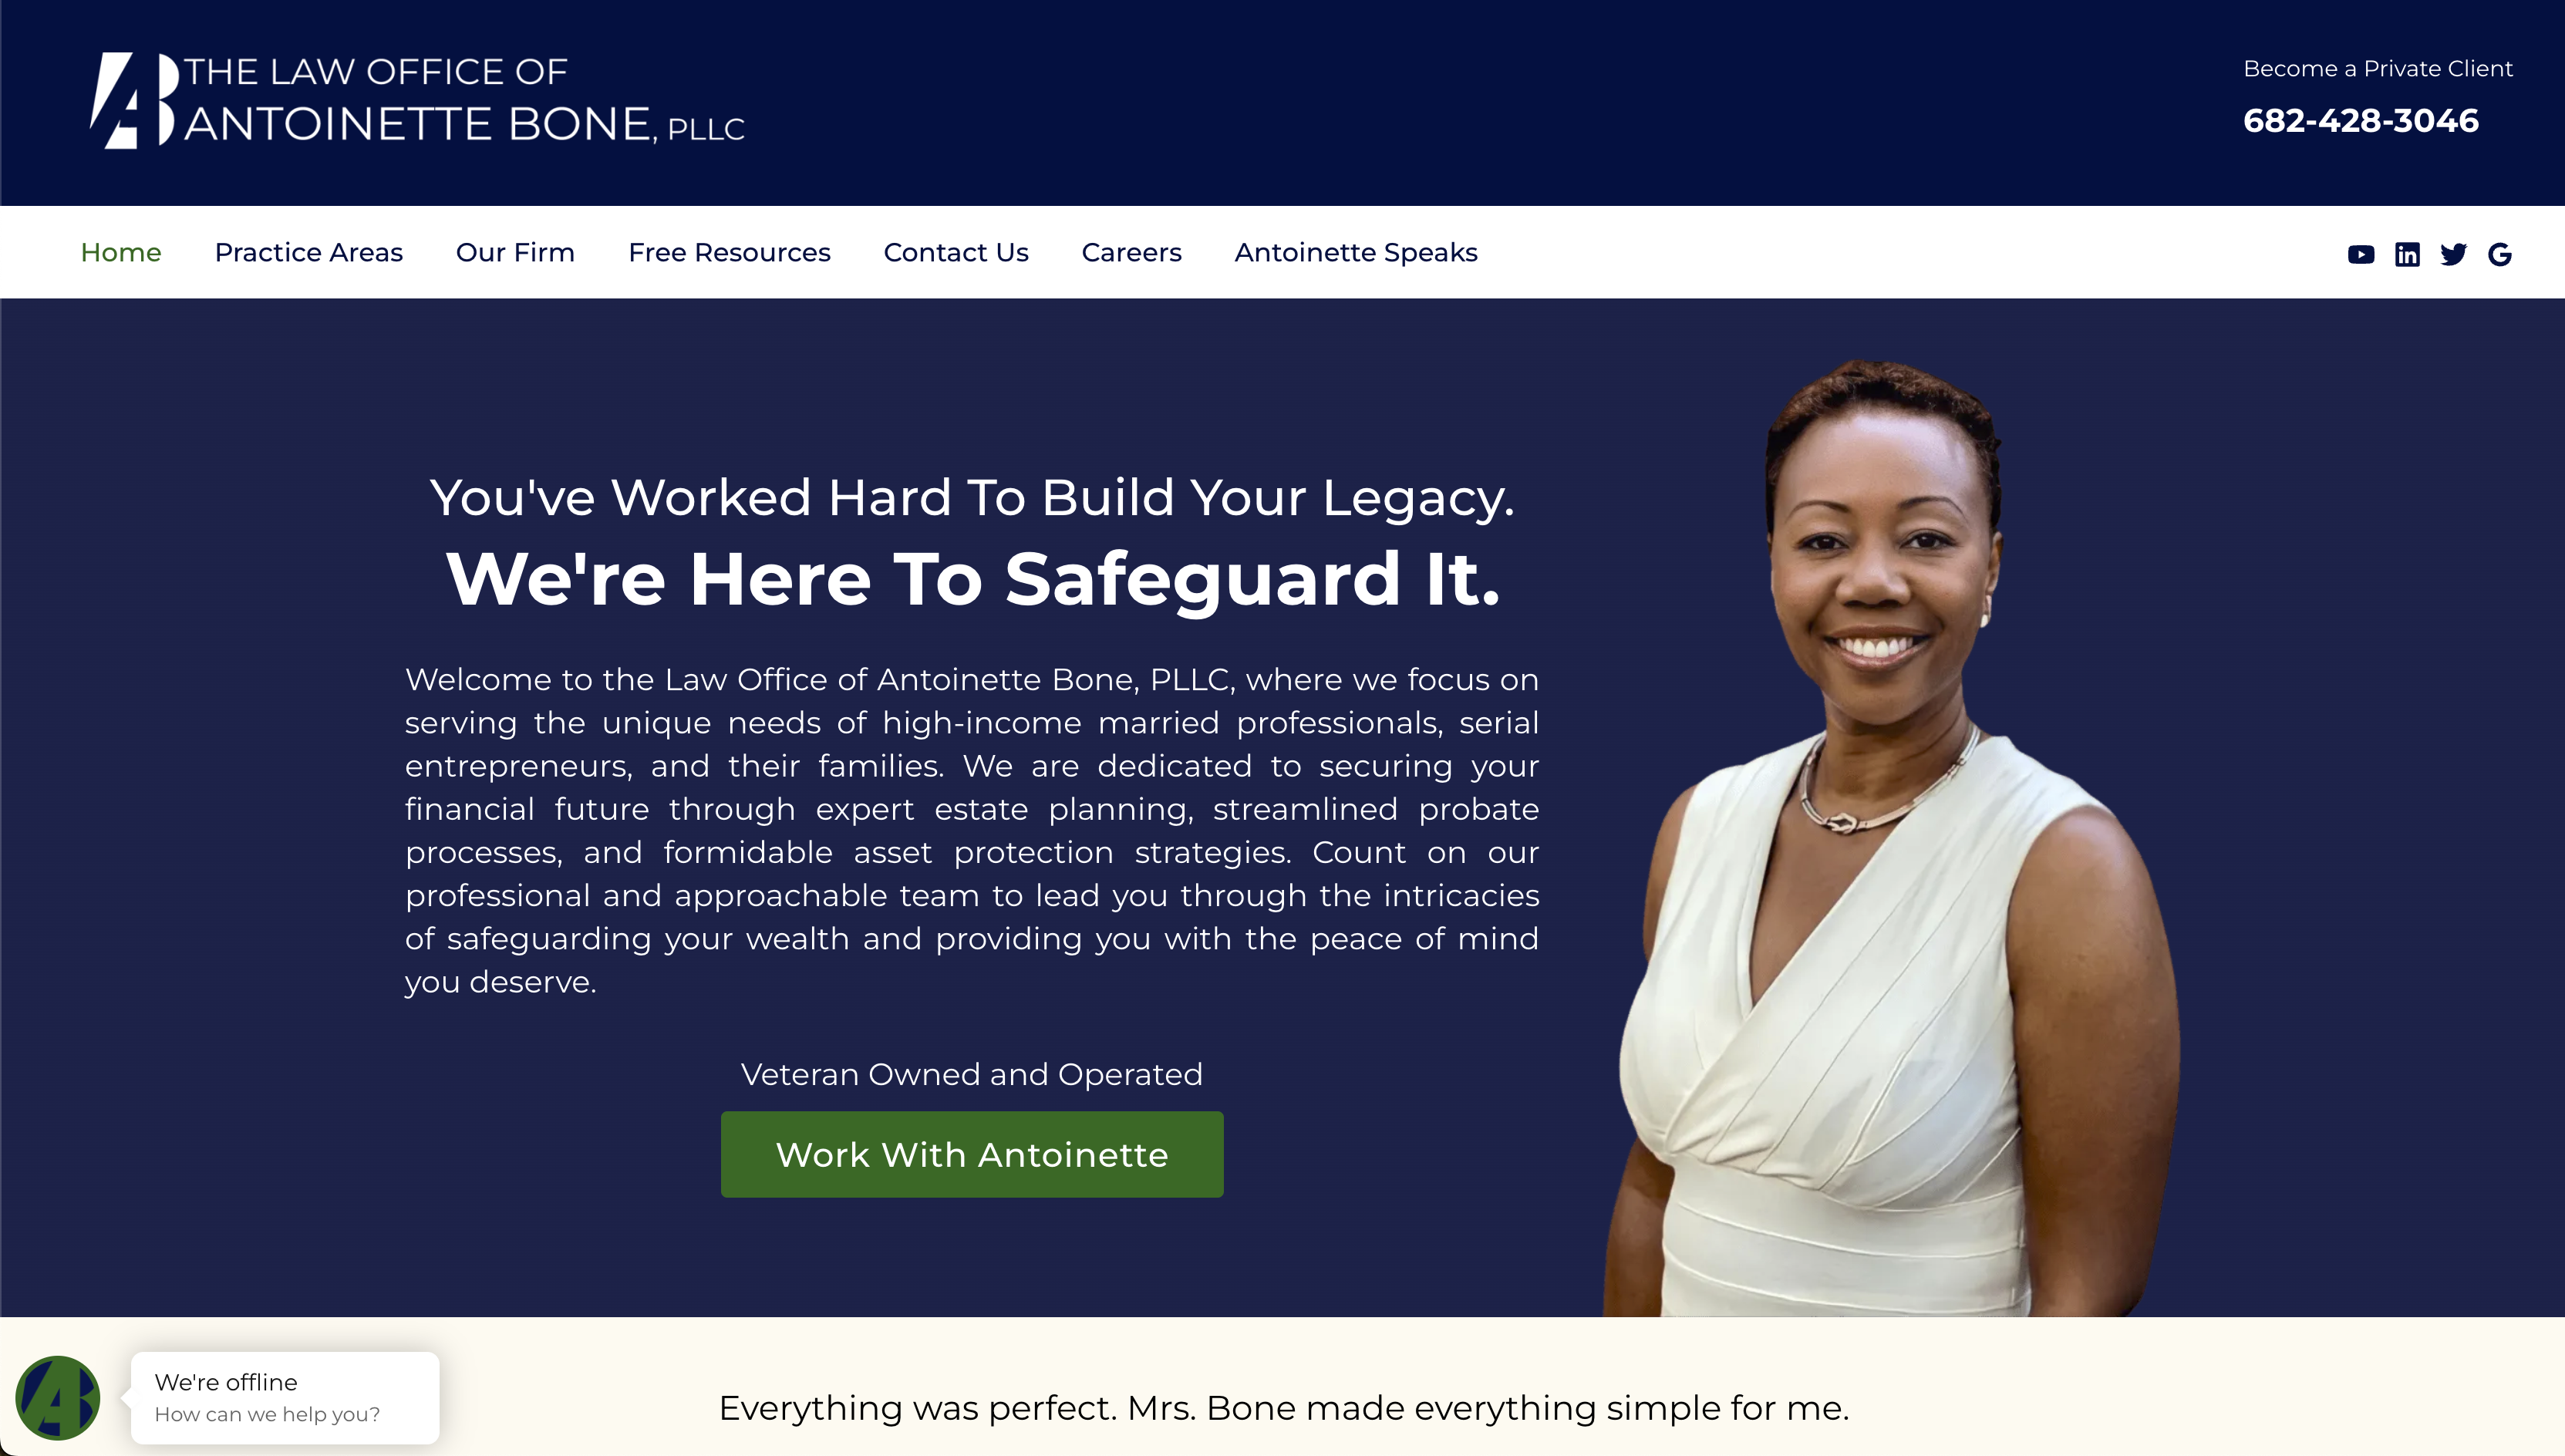 THE LAW OFFICE OF
ANTOINETTE BONE, PLLC
Become a Private Client
682-428-3046
Home Practice Areas Our Firm Free Resources Contact Us Careers Antoinette Speaks
You've Worked Hard To Build Your Legacy.
We're Here To Safeguard It.
Welcome to the Law Office of Antoinette Bone, PLLC, where we focus on
serving the unique needs of high-income married professionals, serial
entrepreneurs, and their families. We are dedicated to securing your
financial future through expert estate planning, streamlined probate
processes, and formidable asset protection strategies. Count on our
professional and approachable team to lead you through the intricacies
of safeguarding your wealth and providing you with the peace of mind
you deserve.
Veteran Owned and Operated
Work With Antoinette
We're offline
How can we help you?
Everything was perfect. Mrs. Bone made everything simple for me.